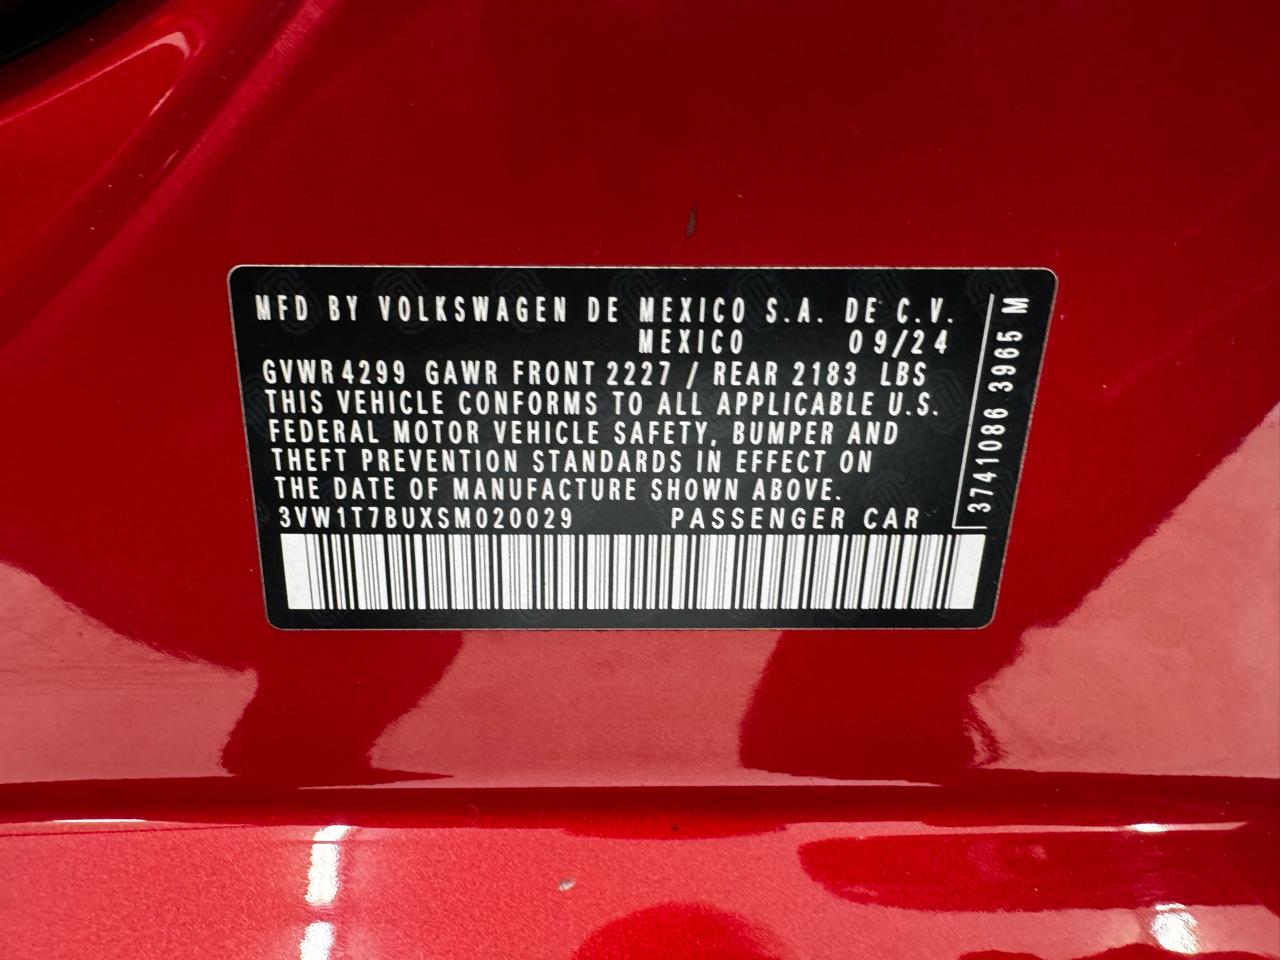 MFD BY VOLKSWAGEN DE MEXICO S.A. DE C.V.
MEXICO 09/24
GVWR 4299 GAWR FRONT 2227 / REAR 2183 LBS
THIS VEHICLE CONFORMS TO ALL APPLICABLE U.S.
FEDERAL MOTOR VEHICLE SAFETY, BUMPER AND
THEFT PREVENTION STANDARDS IN EFFECT ON
THE DATE OF MANUFACTURE SHOWN ABOVE.
3VW1T7BUXSM020029 PASSENGER CAR
3741086 3965 M